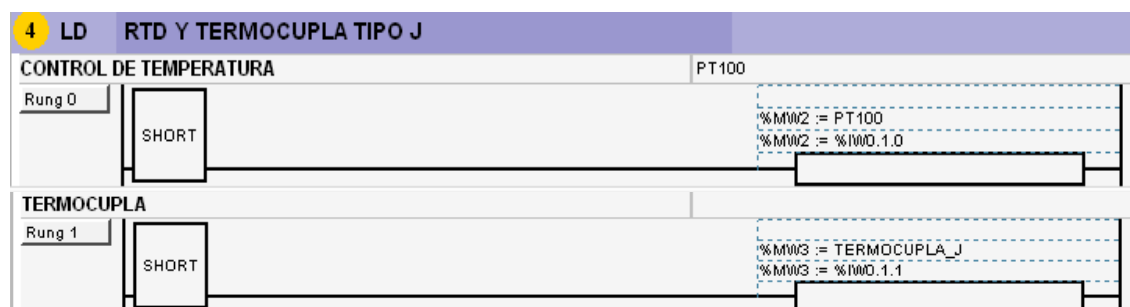 4 LD RTD Y TERMOCUPLA TIPO J
CONTROL DE TEMPERATURA PT100
Rung 0
SHORT
%MW2 := PT100
%MW2 := %IW0.1.0
TERMOCUPLA
Rung 1
SHORT
%MW3 := TERMOCUPLA_J
%MW3 := %IW0.1.1